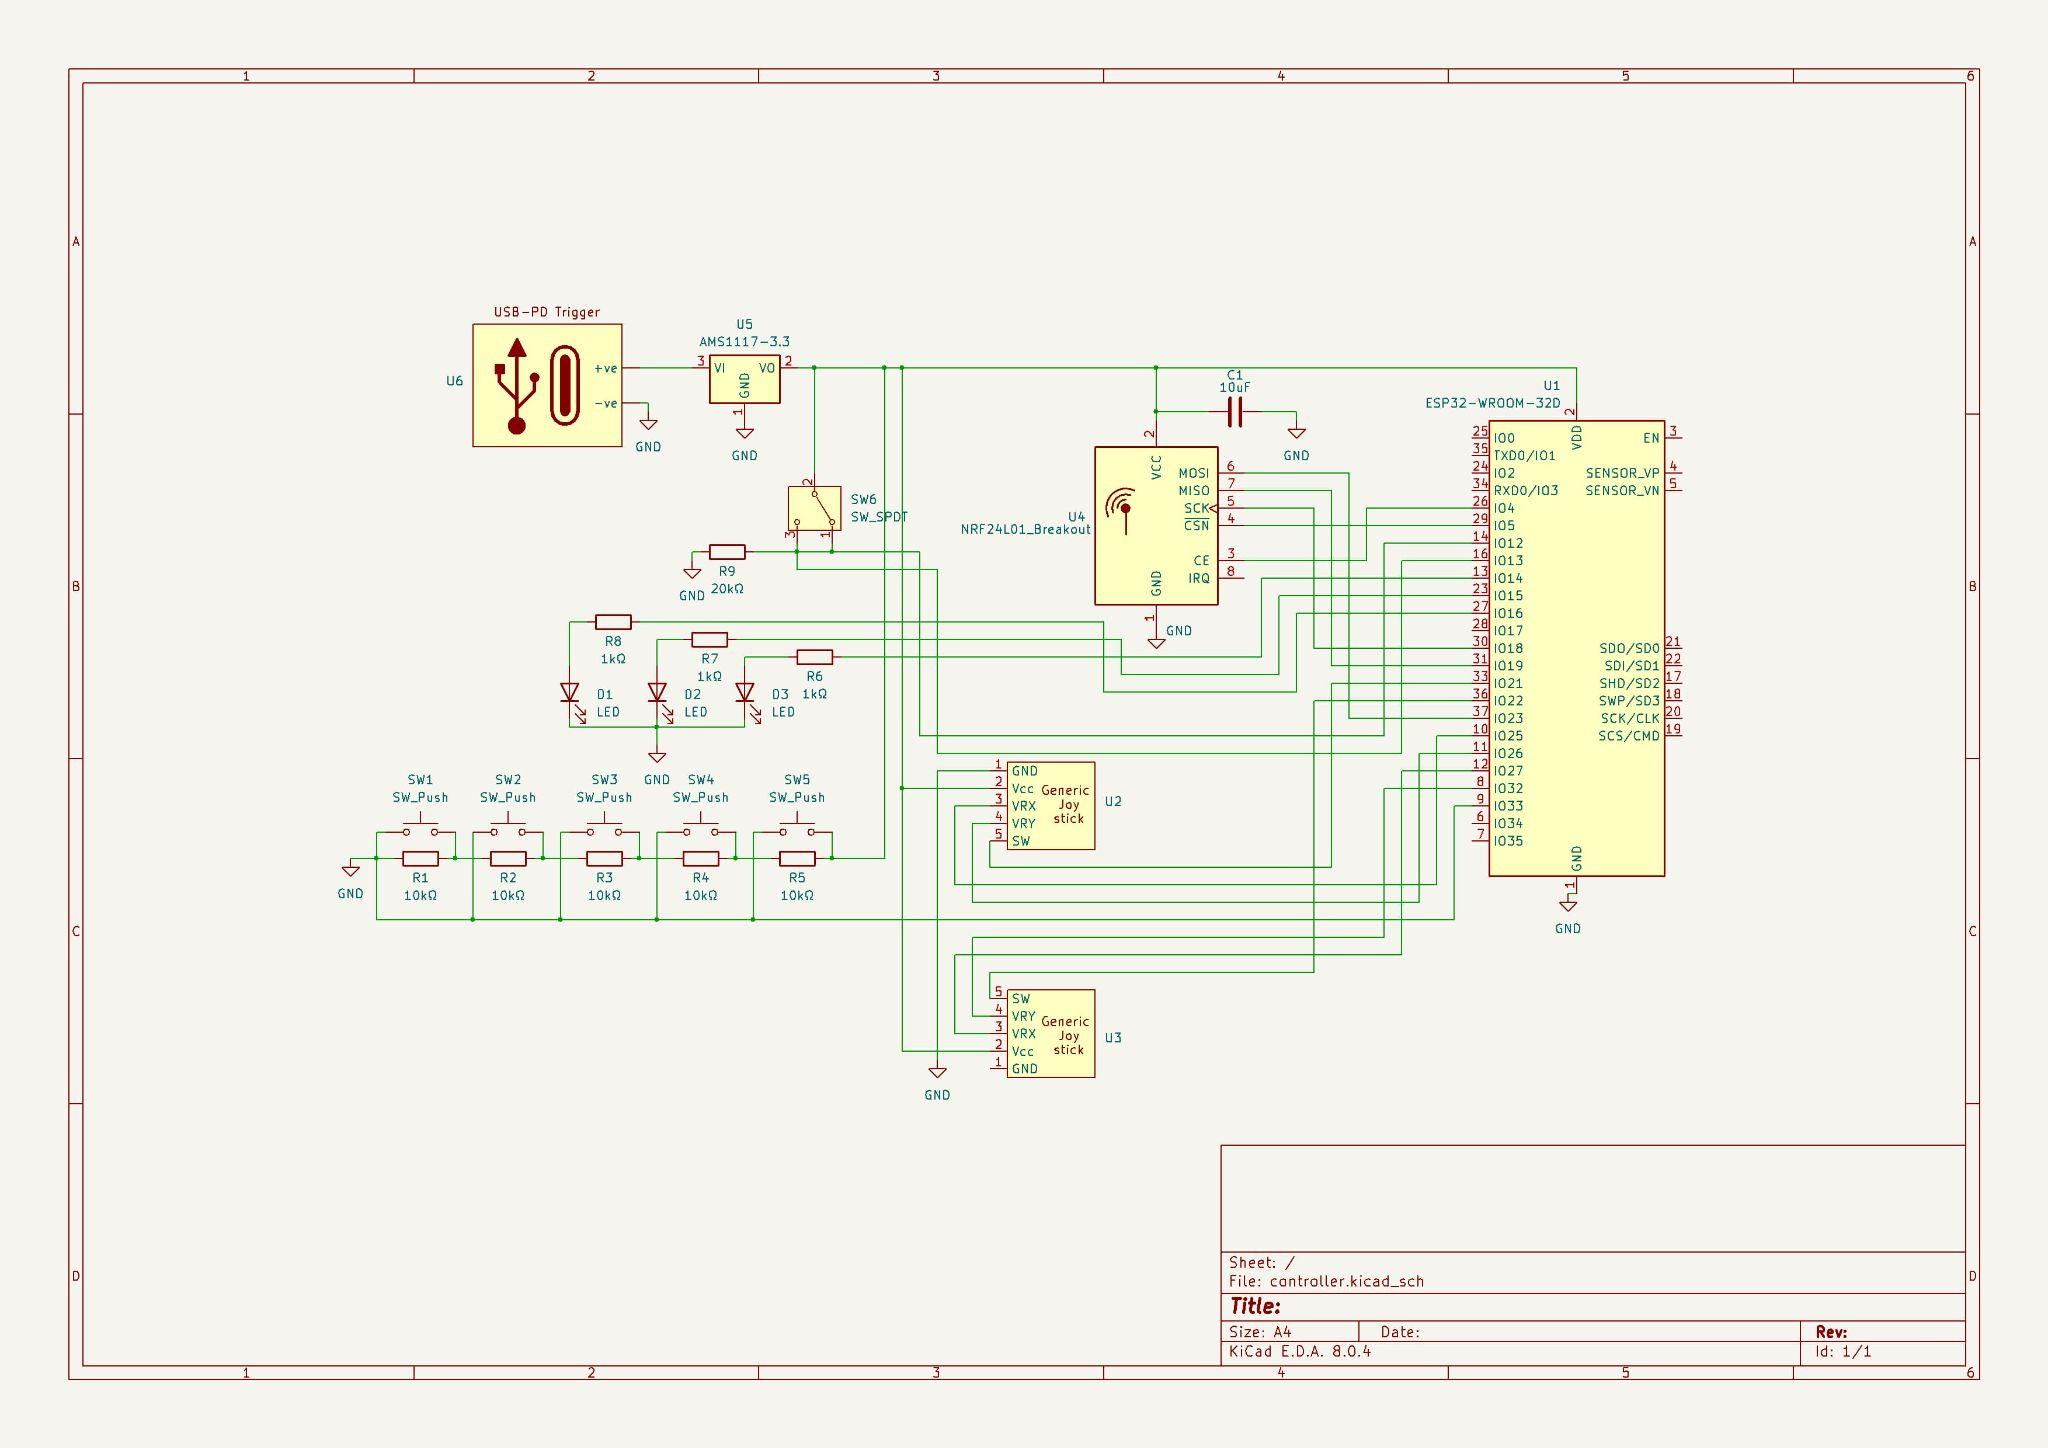 1 2 3 4 5 6
A A
B B
C C
D D
USB-PD Trigger
U6
+ve
-ve
GND
U5
AMS1117-3.3
3 VI VO 2
GND
1
GND
2
SW6
SW_SPDT
3 1
R9
20kΩ
GND
R8
1kΩ
R7
1kΩ
R6
1kΩ
D1
LED
D2
LED
D3
LED
GND
SW1
SW_Push
SW2
SW_Push
SW3
SW_Push
SW4
SW_Push
SW5
SW_Push
GND
R1
10kΩ
R2
10kΩ
R3
10kΩ
R4
10kΩ
R5
10kΩ
C1
10uF
GND
U4
NRF24L01_Breakout
2
VCC
MOSI 6
MISO 7
SCK 5
CSN 4
CE 3
IRQ 8
GND
1
GND
1 GND
2 Vcc
3 VRX
4 VRY
5 SW
Generic
Joy
stick
U2
5 SW
4 VRY
3 VRX
2 Vcc
1 GND
Generic
Joy
stick
U3
GND
U1
ESP32-WROOM-32D
2
VDD
25 IO0
35 TXD0/IO1
24 IO2
34 RXD0/IO3
26 IO4
29 IO5
14 IO12
16 IO13
13 IO14
23 IO15
27 IO16
28 IO17
30 IO18
31 IO19
33 IO21
36 IO22
37 IO23
10 IO25
11 IO26
12 IO27
8 IO32
9 IO33
6 IO34
7 IO35
EN 3
SENSOR_VP 4
SENSOR_VN 5
SDO/SD0 21
SDI/SD1 22
SHD/SD2 17
SWP/SD3 18
SCK/CLK 20
SCS/CMD 19
GND
1
GND
Sheet: /
File: controller.kicad_sch
Title:
Size: A4 Date: Rev:
KiCad E.D.A. 8.0.4 Id: 1/1
1 2 3 4 5 6